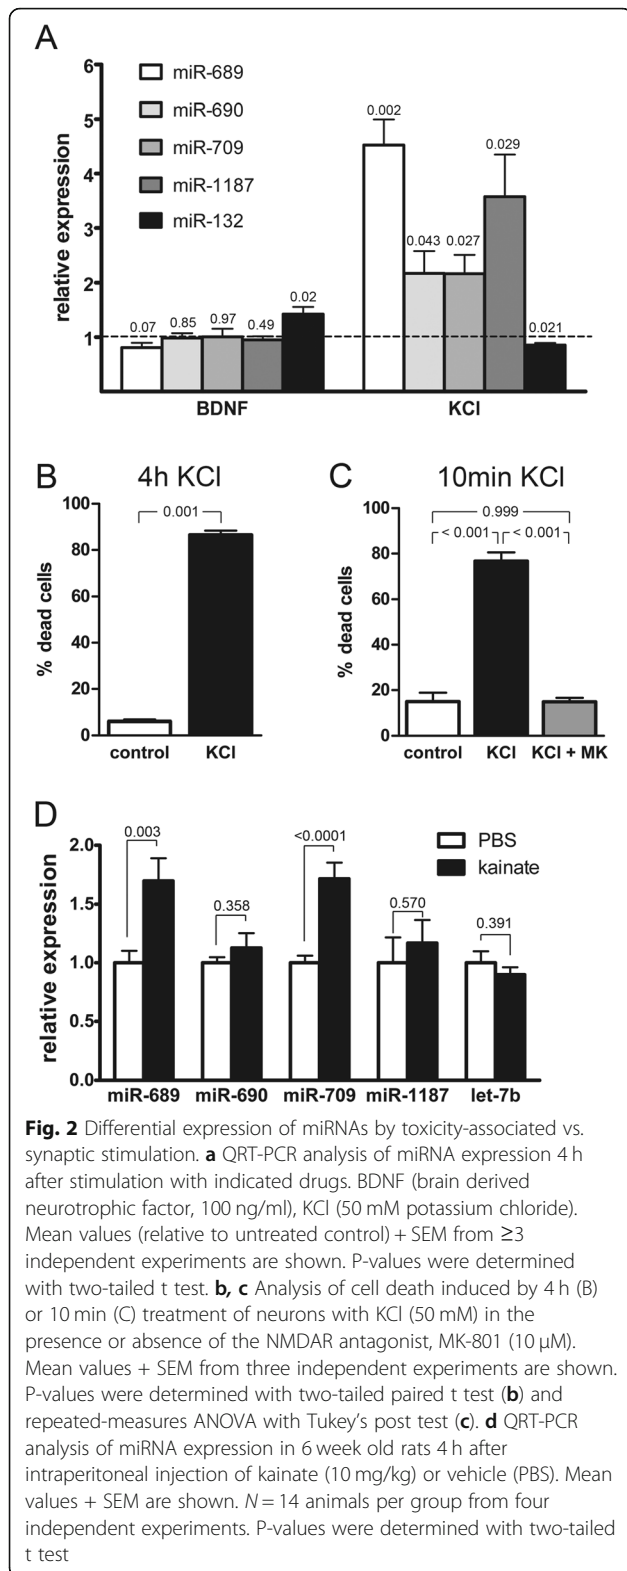 A
6
5
4
3
2
1
relative expression
miR-689
miR-690
miR-709
miR-1187
miR-132
0.07
0.85
0.97
0.49
0.02
0.002
0.043
0.027
0.029
0.021
BDNF KCl
B
4h KCl
% dead cells
100
80
60
40
20
0
0.001
control KCl
C
10min KCl
% dead cells
100
80
60
40
20
0
0.999
< 0.001 < 0.001
control KCl KCl + MK
D
relative expression
2.0
1.5
1.0
0.5
0.0
0.003
0.358
<0.0001
0.570
0.391
PBS
kainate
miR-689 miR-690 miR-709 miR-1187 let-7b
Fig. 2 Differential expression of miRNAs by toxicity-associated vs.
synaptic stimulation. a QRT-PCR analysis of miRNA expression 4 h
after stimulation with indicated drugs. BDNF (brain derived
neurotrophic factor, 100 ng/ml), KCl (50 mM potassium chloride).
Mean values (relative to untreated control) + SEM from ≥3
independent experiments are shown. P-values were determined
with two-tailed t test. b, c Analysis of cell death induced by 4 h (B)
or 10 min (C) treatment of neurons with KCl (50 mM) in the
presence or absence of the NMDAR antagonist, MK-801 (10 μM).
Mean values + SEM from three independent experiments are shown.
P-values were determined with two-tailed paired t test (b) and
repeated-measures ANOVA with Tukey's post test (c). d QRT-PCR
analysis of miRNA expression in 6 week old rats 4 h after
intraperitoneal injection of kainate (10 mg/kg) or vehicle (PBS). Mean
values + SEM are shown. N = 14 animals per group from four
independent experiments. P-values were determined with two-tailed
t test